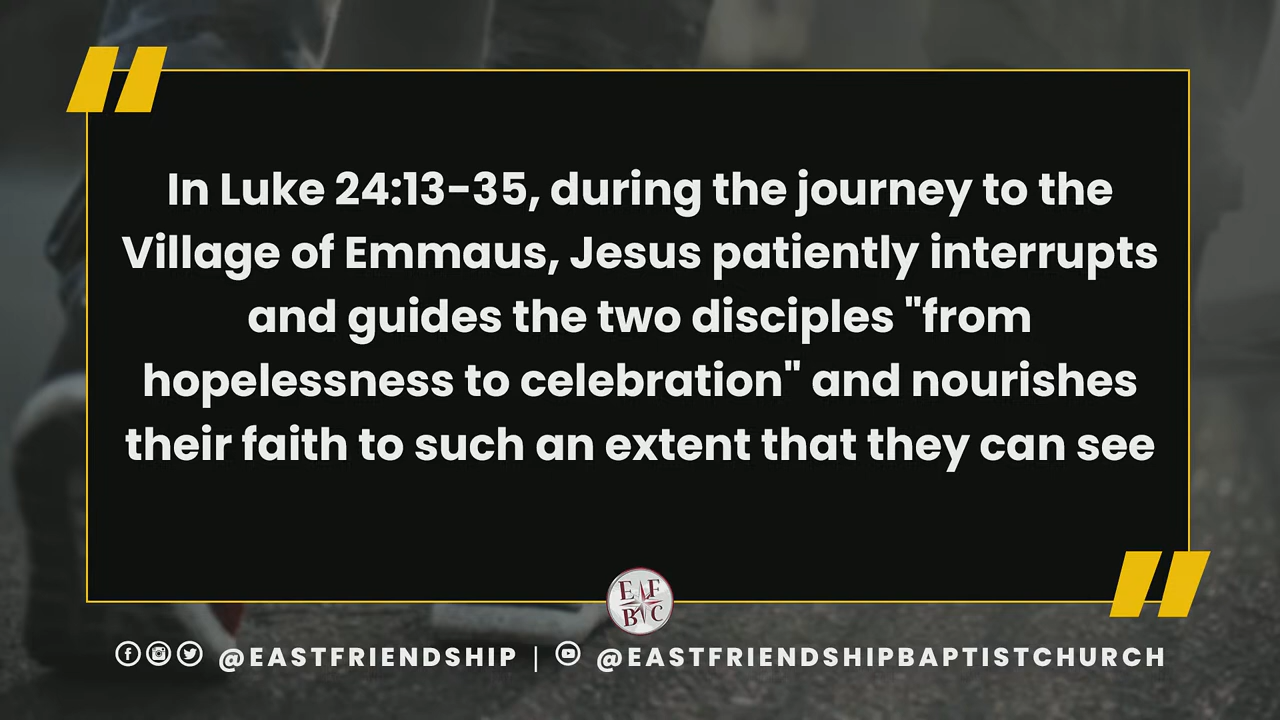 In Luke 24:13-35, during the journey to the
Village of Emmaus, Jesus patiently interrupts
and guides the two disciples "from
hopelessness to celebration" and nourishes
their faith to such an extent that they can see
E F
B C
@EASTFRIENDSHIP | @EASTFRIENDSHIPBAPTISTCHURCH